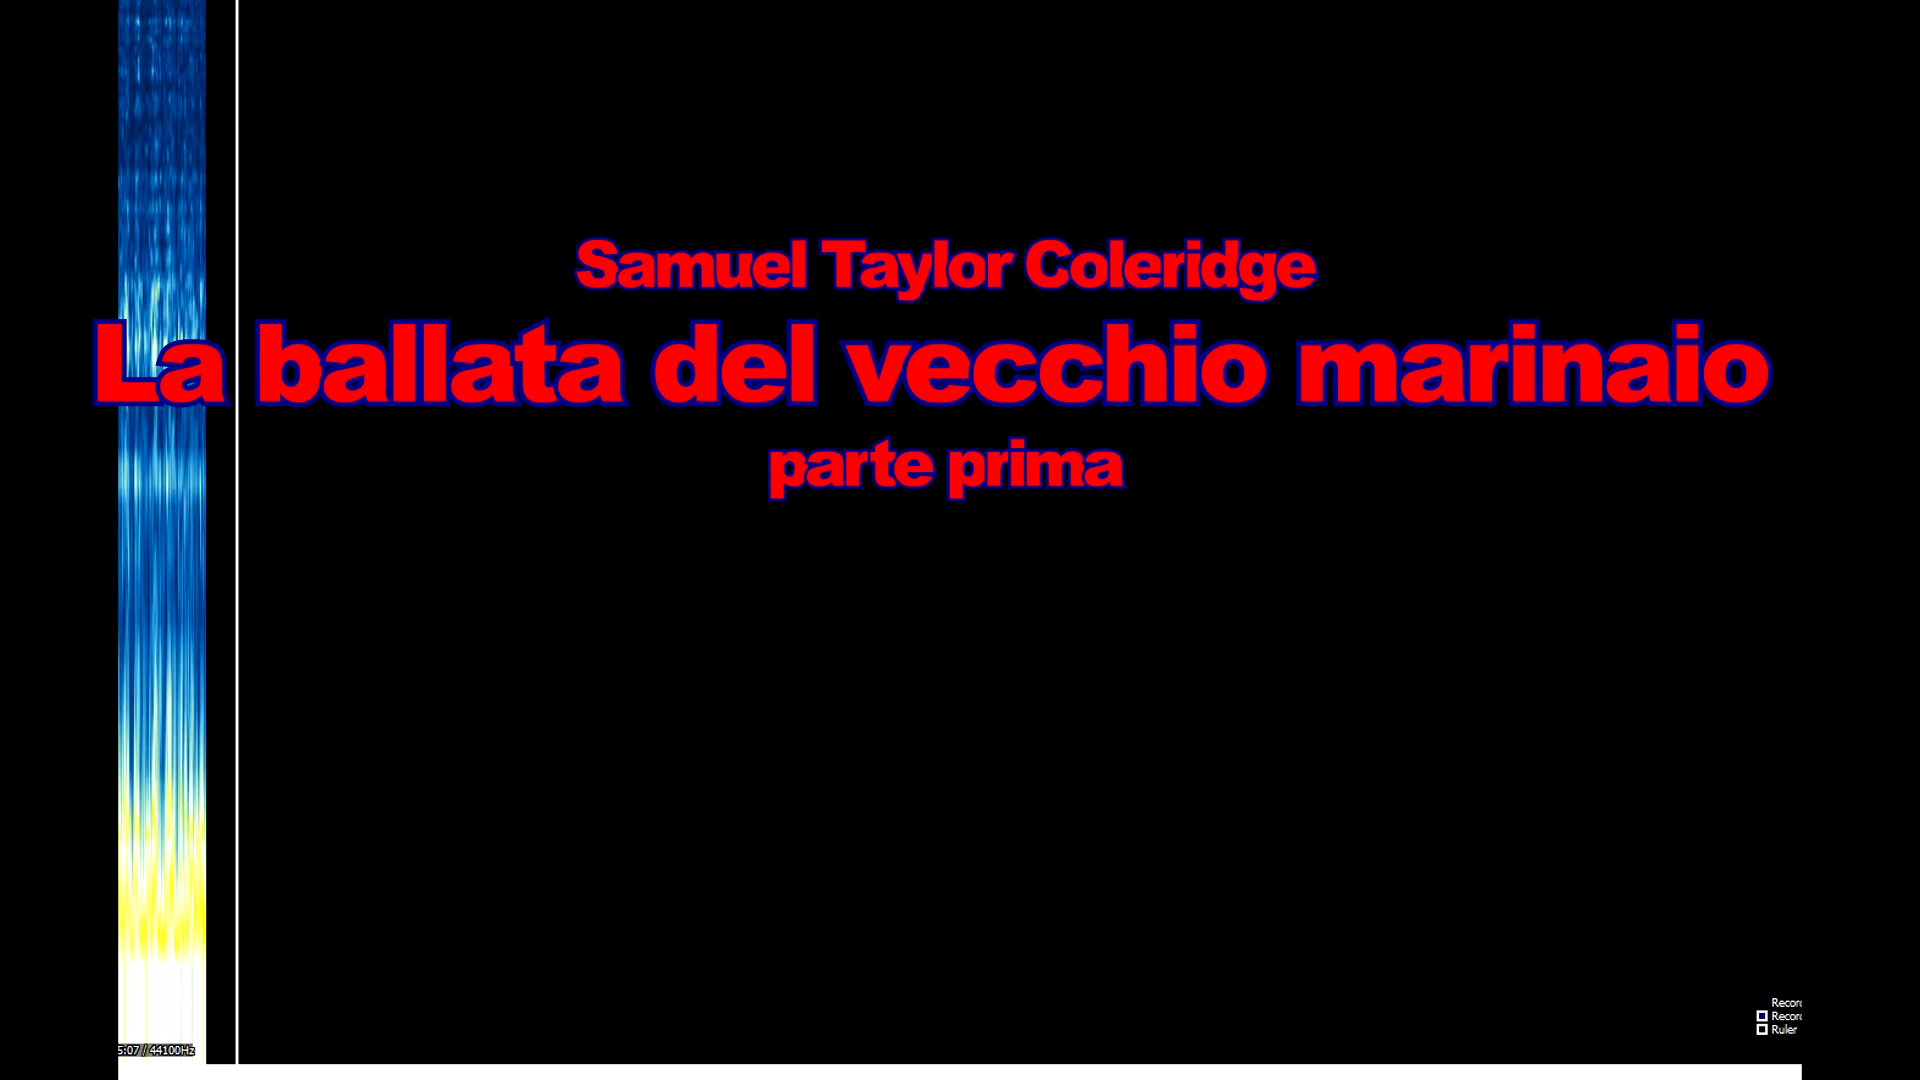 Samuel Taylor Coleridge
La ballata del vecchio marinaio
parte prima
5:07 / 44100Hz
Ruler